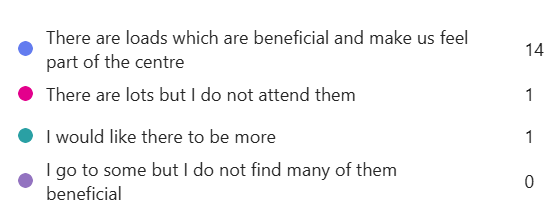 There are loads which are beneficial and make us feel
part of the centre
14
There are lots but I do not attend them
1
I would like there to be more
1
I go to some but I do not find many of them
beneficial
0